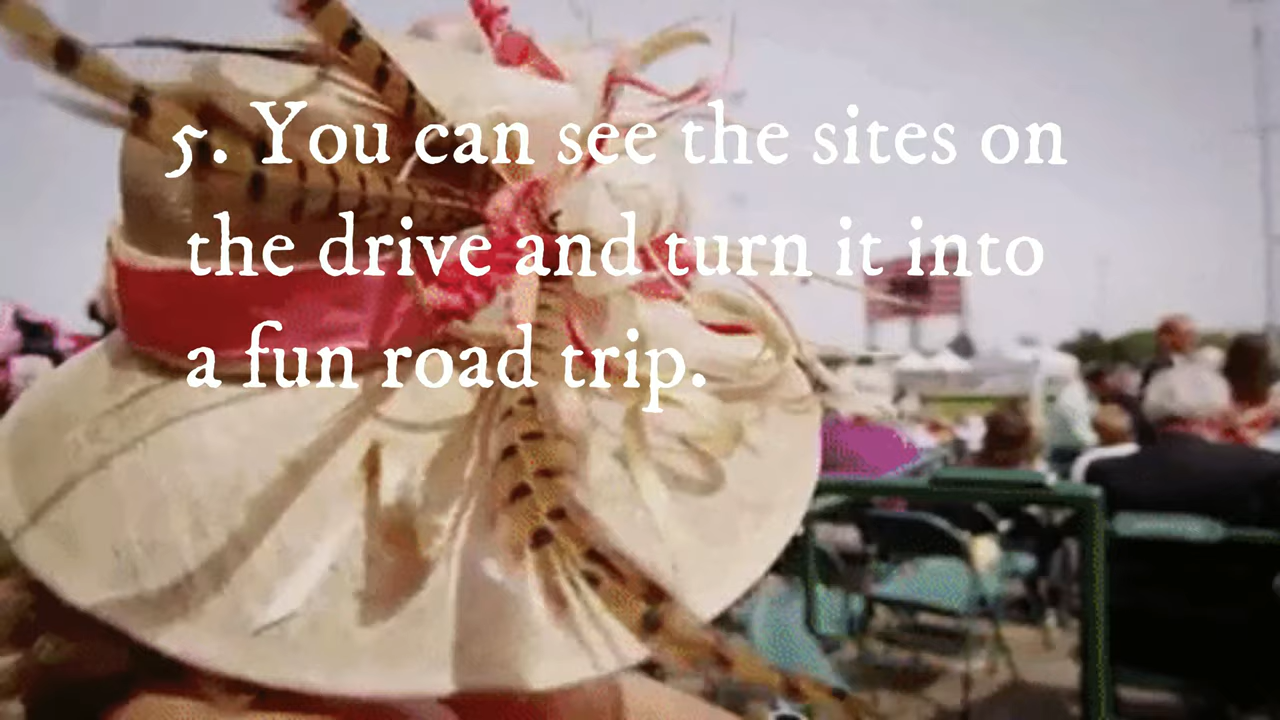 5. You can see the sites on
the drive and turn it into
a fun road trip.